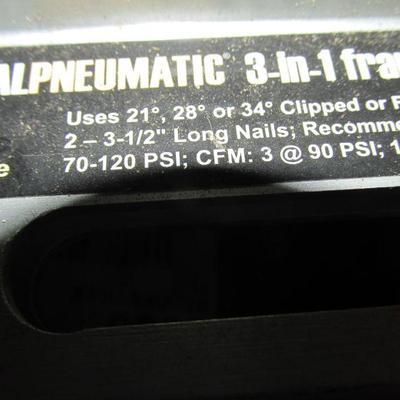 ALPNEUMATIC® 3-in-1 fra
Uses 21°, 28° or 34° Clipped or F
2 – 3-1/2" Long Nails; Recomme
70-120 PSI; CFM: 3 @ 90 PSI; 1
e